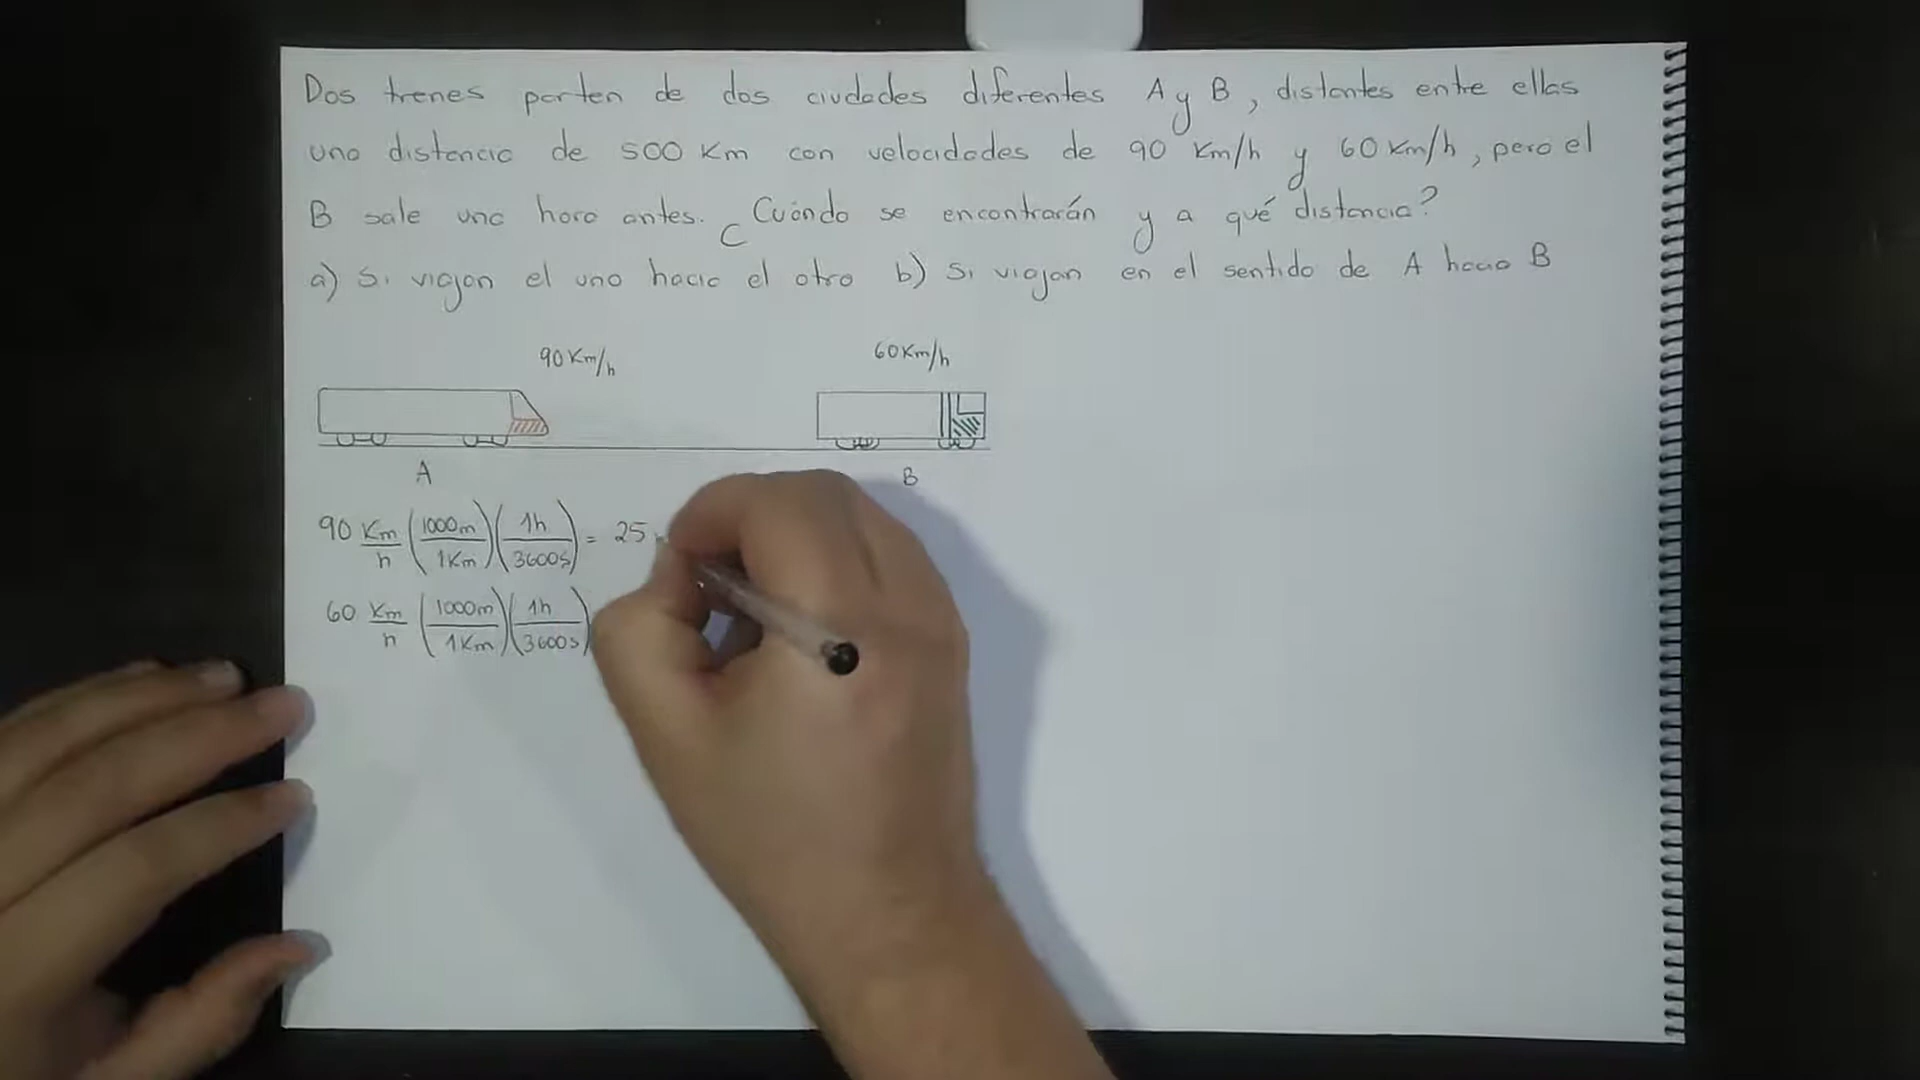 Dos trenes parten de dos ciudades diferentes A y B, distantes entre ellas
una distancia de 500 Km con velocidades de 90 Km/h y 60 Km/h, pero el
B sale una hora antes. ¿Cuándo se encontrarán y a qué distancia?
a) Si viajan el uno hacia el otro b) Si viajan en el sentido de A hacia B
90 Km/h 60 Km/h
A B
90 Km/h (1000m/1Km)(1h/3600s) = 25
60 Km/h (1000m/1Km)(1h/3600s)